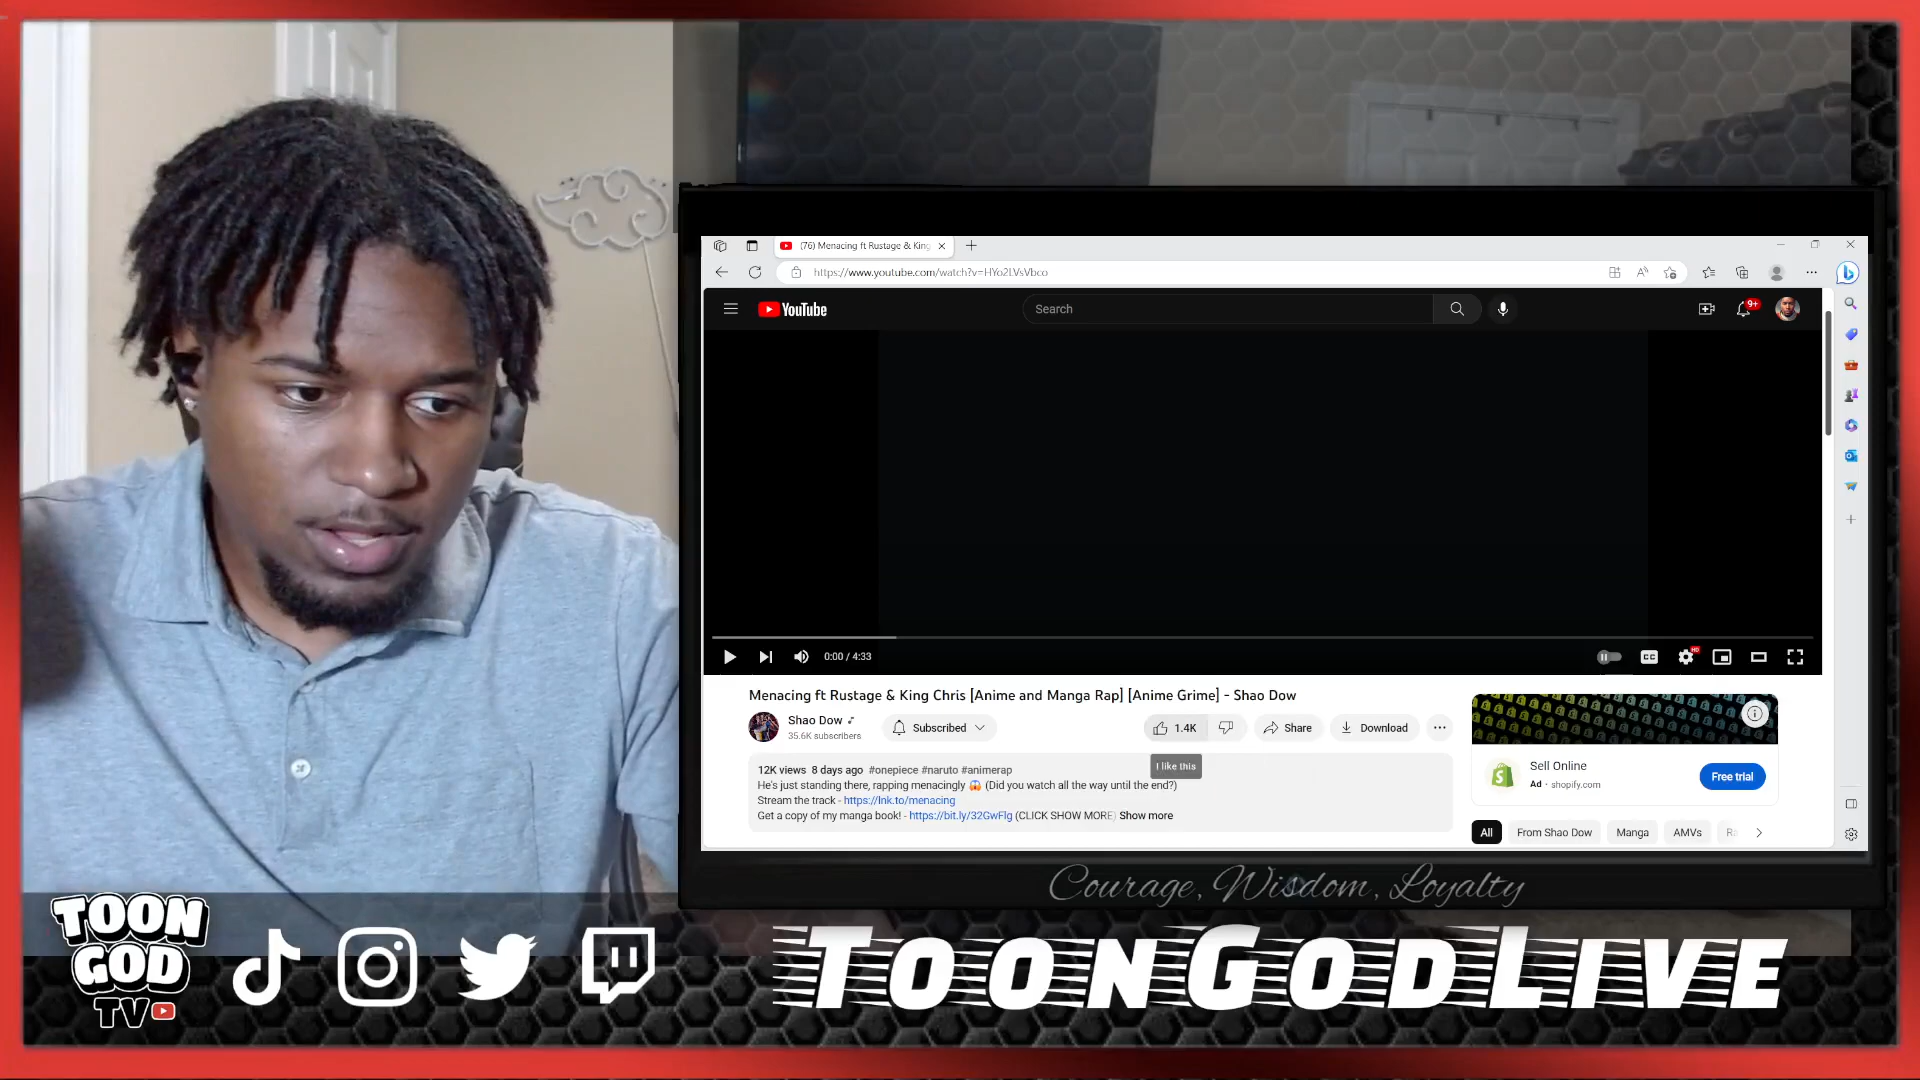 (76) Menacing ft Rustage & King
https://www.youtube.com/watch?v=HYo2LVsVbco
YouTube
Search
9+
0:00 / 4:33
CC
HD
Menacing ft Rustage & King Chris [Anime and Manga Rap] [Anime Grime] - Shao Dow
Shao Dow
35.6K subscribers
Subscribed
1.4K
Share
Download
I like this
12K views 8 days ago #onepiece #naruto #animerap
He's just standing there, rapping menacingly 😱 (Did you watch all the way until the end?)
Stream the track - https://lnk.to/menacing
Get a copy of my manga book! - https://bit.ly/32GwFlg (CLICK SHOW MORE) Show more
Sell Online
Ad · shopify.com
Free trial
All
From Shao Dow
Manga
AMVs
Courage, Wisdom, Loyalty
TOON
GOD
TV
TOONGODLIVE